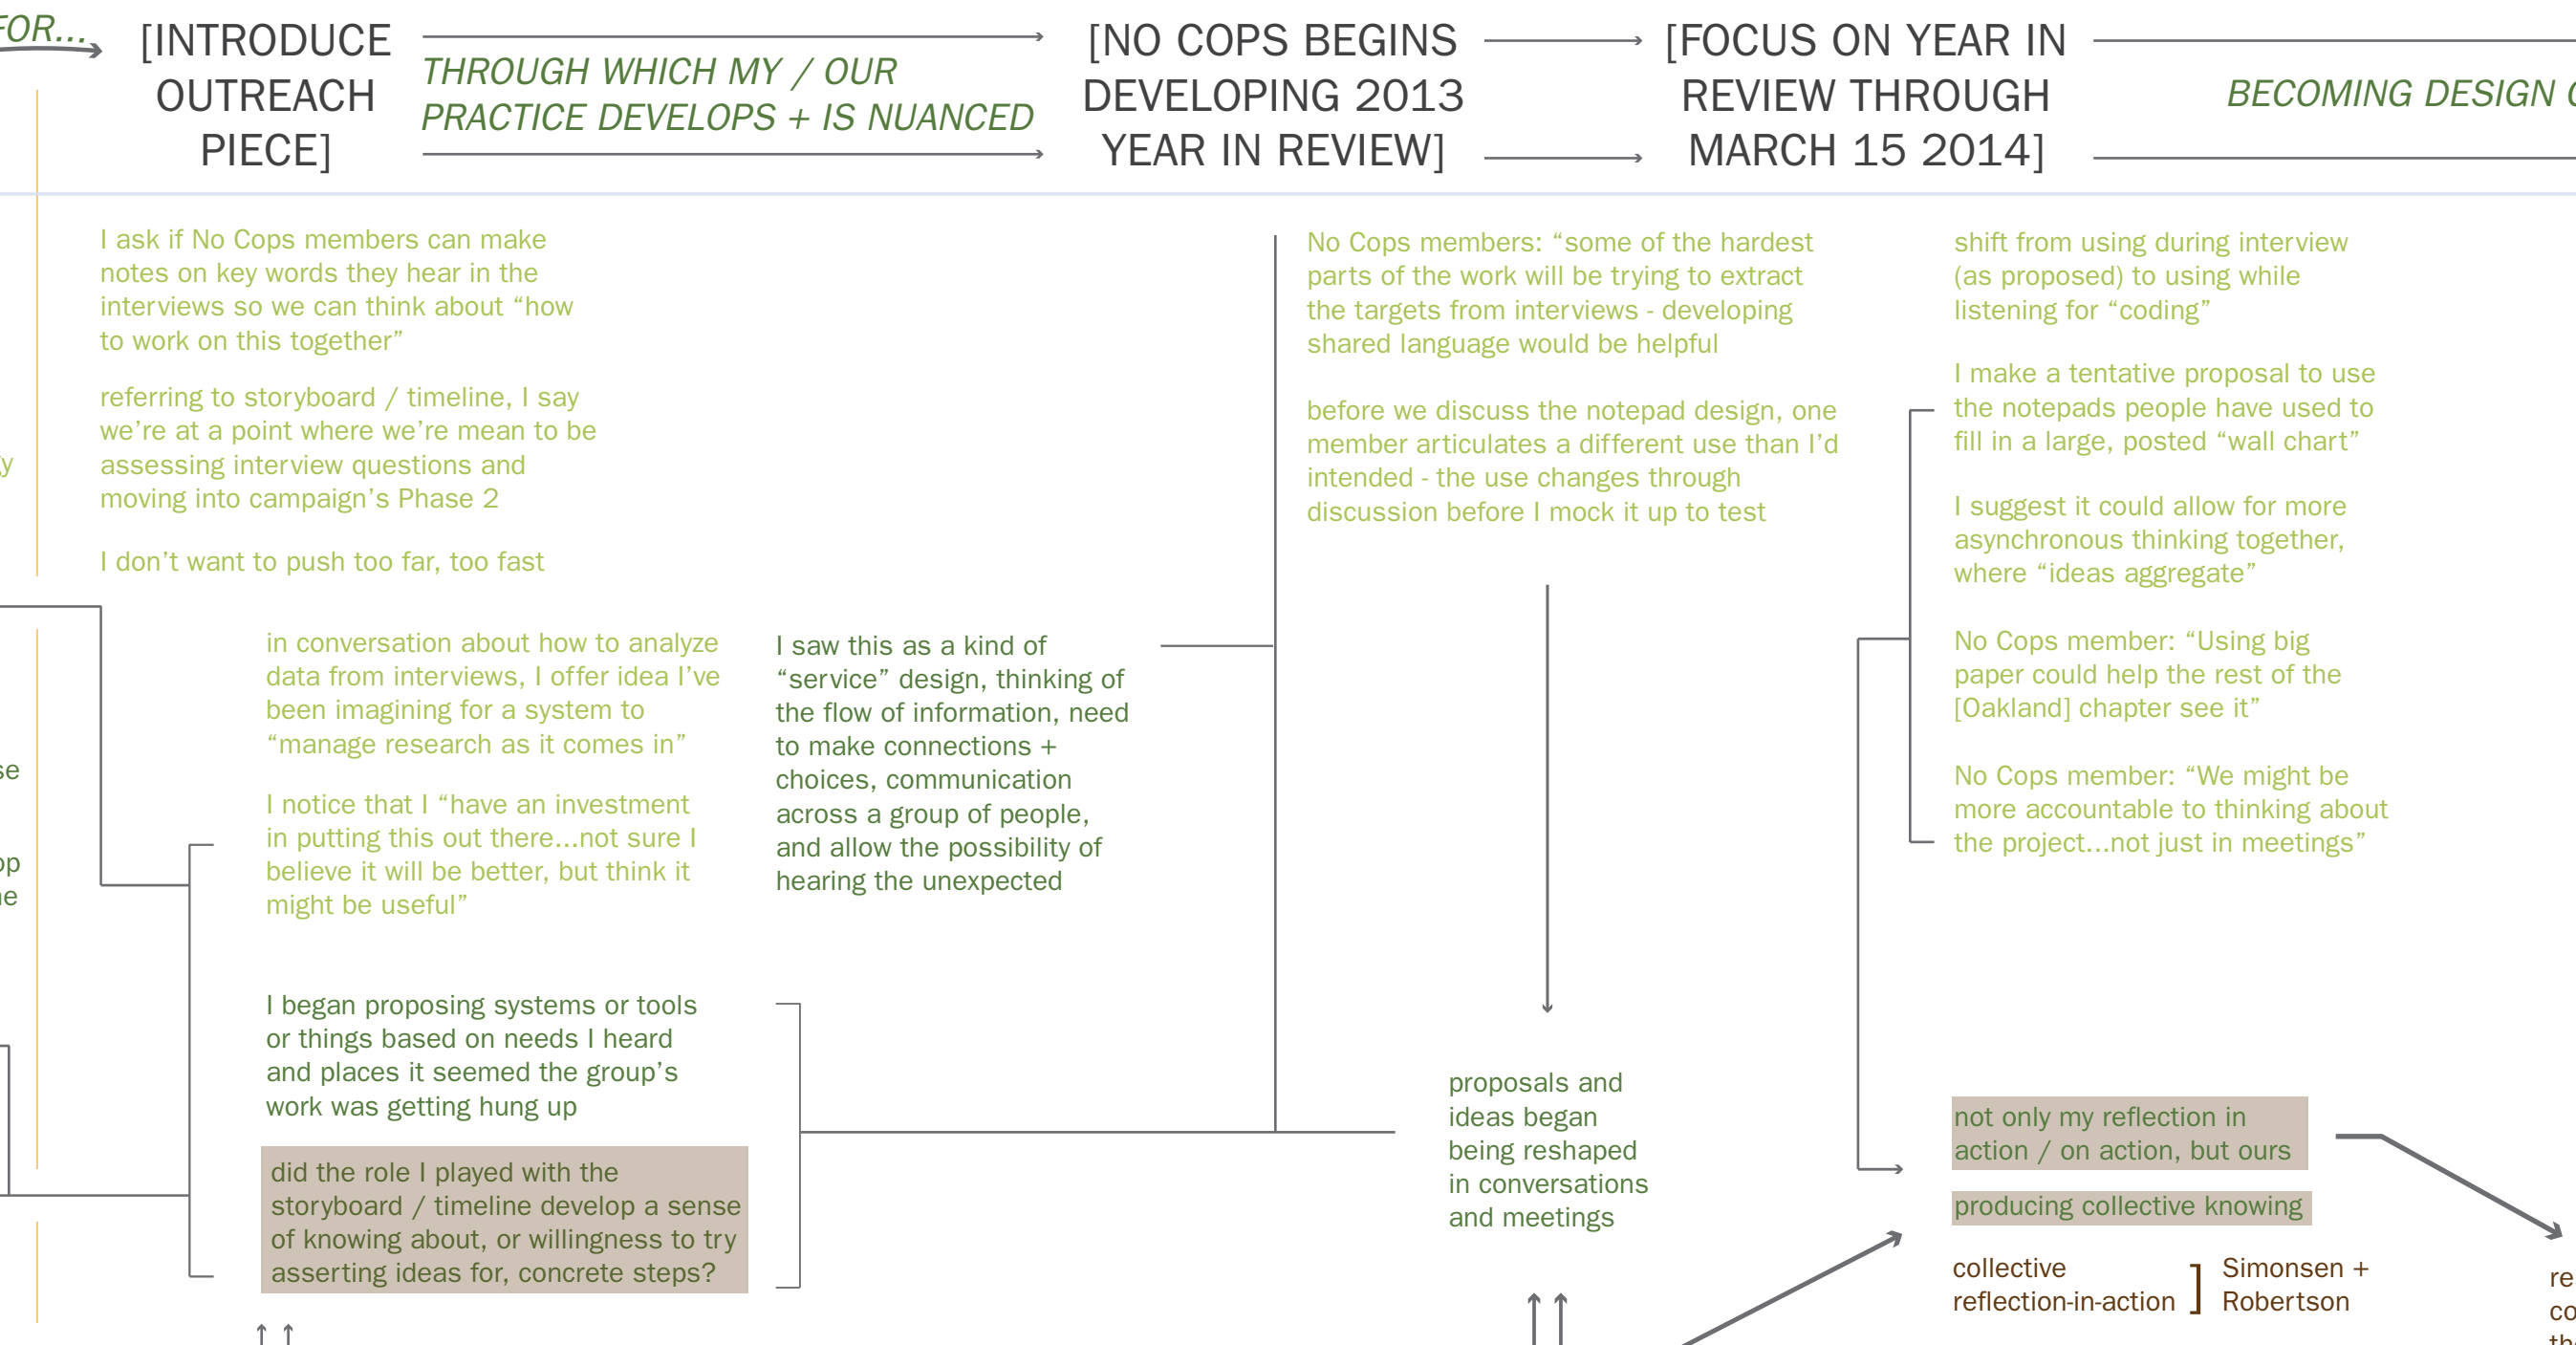 FOR...
[INTRODUCE
OUTREACH
PIECE]
THROUGH WHICH MY / OUR
PRACTICE DEVELOPS + IS NUANCED
[NO COPS BEGINS
DEVELOPING 2013
YEAR IN REVIEW]
[FOCUS ON YEAR IN
REVIEW THROUGH
MARCH 15 2014]
BECOMING DESIGN
I ask if No Cops members can make
notes on key words they hear in the
interviews so we can think about “how
to work on this together”
referring to storyboard / timeline, I say
we’re at a point where we’re mean to be
assessing interview questions and
moving into campaign’s Phase 2
I don’t want to push too far, too fast
in conversation about how to analyze
data from interviews, I offer idea I’ve
been imagining for a system to
“manage research as it comes in”
I notice that I “have an investment
in putting this out there...not sure I
believe it will be better, but think it
might be useful”
I began proposing systems or tools
or things based on needs I heard
and places it seemed the group’s
work was getting hung up
did the role I played with the
storyboard / timeline develop a sense
of knowing about, or willingness to try
asserting ideas for, concrete steps?
I saw this as a kind of
“service” design, thinking of
the flow of information, need
to make connections +
choices, communication
across a group of people,
and allow the possibility of
hearing the unexpected
No Cops members: “some of the hardest
parts of the work will be trying to extract
the targets from interviews - developing
shared language would be helpful
before we discuss the notepad design, one
member articulates a different use than I’d
intended - the use changes through
discussion before I mock it up to test
proposals and
ideas began
being reshaped
in conversations
and meetings
shift from using during interview
(as proposed) to using while
listening for “coding”
I make a tentative proposal to use
the notepads people have used to
fill in a large, posted “wall chart”
I suggest it could allow for more
asynchronous thinking together,
where “ideas aggregate”
No Cops member: “Using big
paper could help the rest of the
[Oakland] chapter see it”
No Cops member: “We might be
more accountable to thinking about
the project...not just in meetings”
not only my reflection in
action / on action, but ours
producing collective knowing
collective
reflection-in-action ]
Simonsen +
Robertson